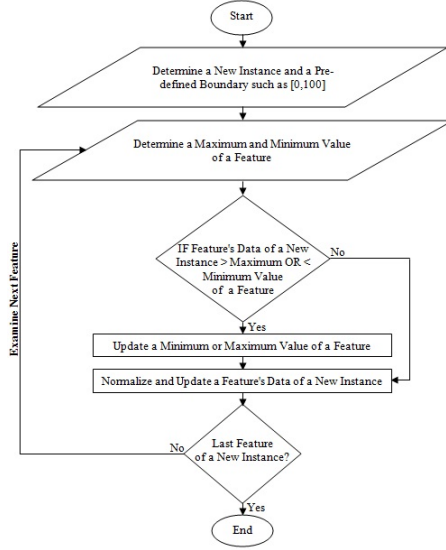 Start
Determine a New Instance and a Pre-
defined Boundary such as [0,100]
Determine a Maximum and Minimum Value
of a Feature
Examine Next Feature
IF Feature's Data of a New
Instance > Maximum OR <
Minimum Value
of a Feature
No
Yes
Update a Minimum or Maximum Value of a Feature
Normalize and Update a Feature's Data of a New Instance
No
Last Feature
of a New Instance?
Yes
End